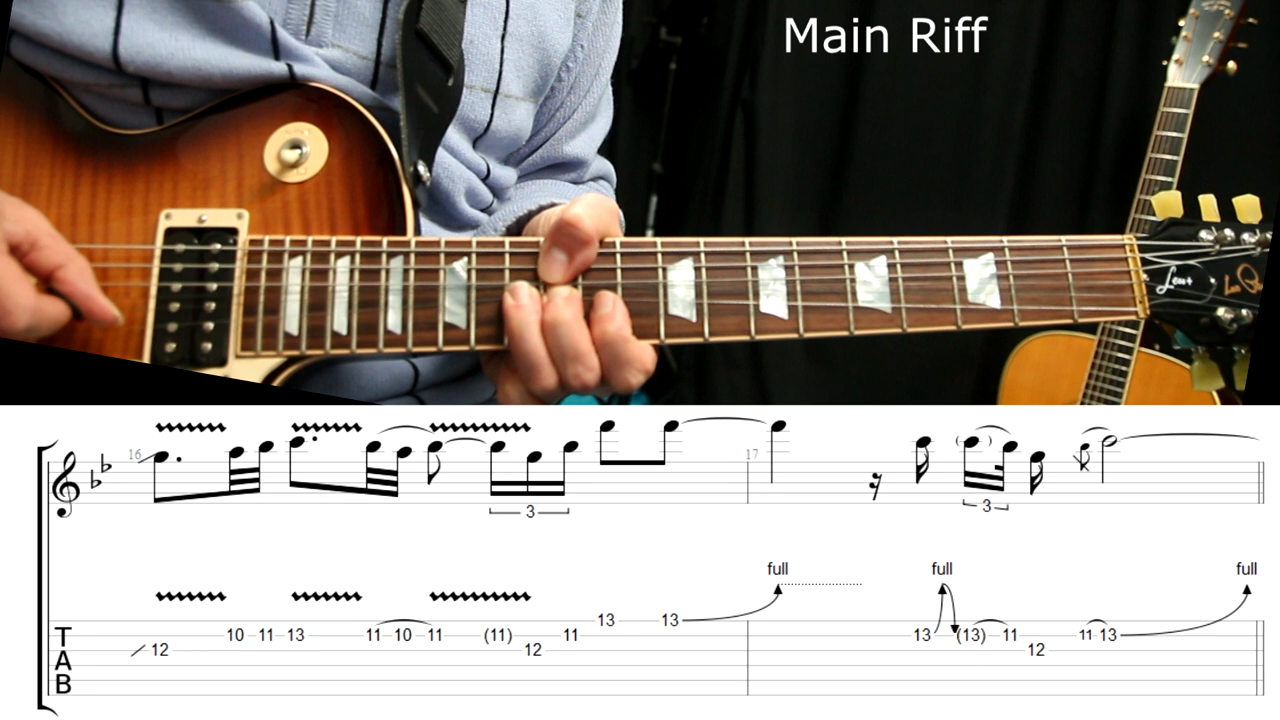 Main Riff
16 17
3 3
full full full
13 13
T 10 11 13 11 10 11 (11) 11 13 (13) 11 11 13
A 12 12 12
B